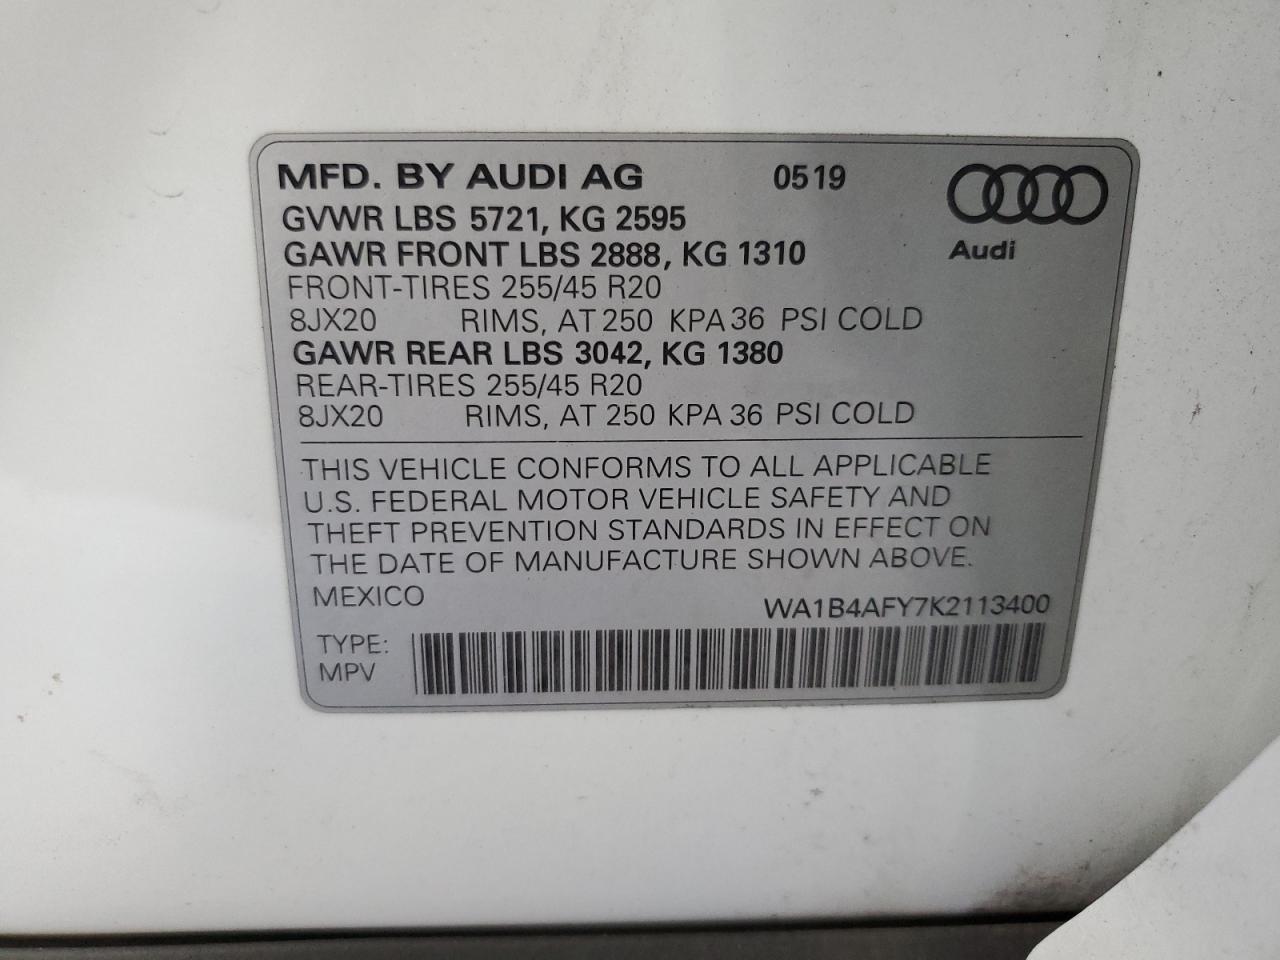 MFD. BY AUDI AG 0519
GVWR LBS 5721, KG 2595
GAWR FRONT LBS 2888, KG 1310
Audi
FRONT-TIRES 255/45 R20
8JX20 RIMS, AT 250 KPA 36 PSI COLD
GAWR REAR LBS 3042, KG 1380
REAR-TIRES 255/45 R20
8JX20 RIMS, AT 250 KPA 36 PSI COLD
THIS VEHICLE CONFORMS TO ALL APPLICABLE
U.S. FEDERAL MOTOR VEHICLE SAFETY AND
THEFT PREVENTION STANDARDS IN EFFECT ON
THE DATE OF MANUFACTURE SHOWN ABOVE.
MEXICO WA1B4AFY7K2113400
TYPE:
MPV